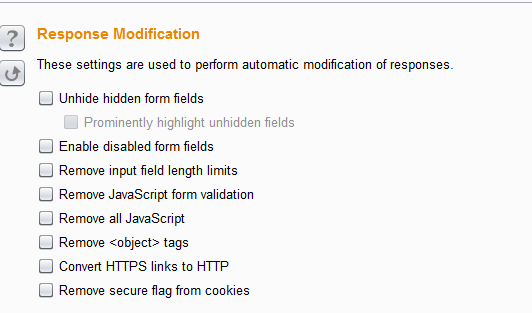 Response Modification
These settings are used to perform automatic modification of responses.
Unhide hidden form fields
Prominently highlight unhidden fields
Enable disabled form fields
Remove input field length limits
Remove JavaScript form validation
Remove all JavaScript
Remove <object> tags
Convert HTTPS links to HTTP
Remove secure flag from cookies